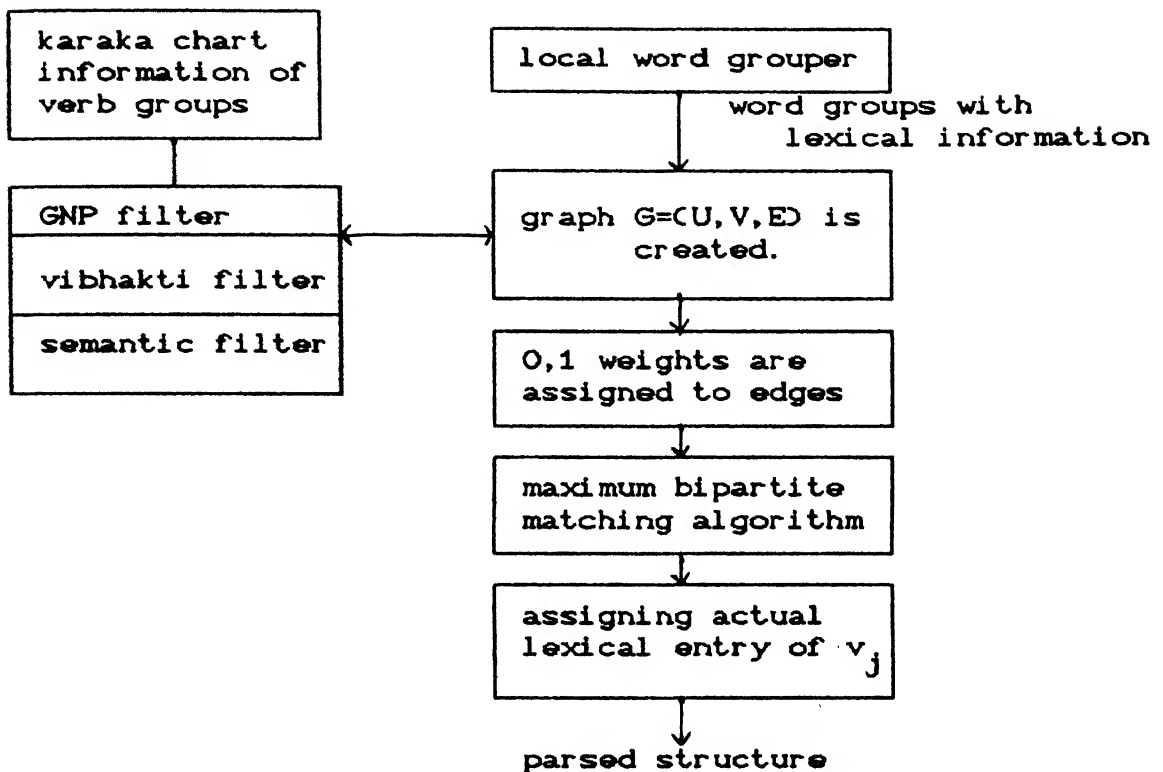 karaka chart
information of
verb groups
GNP filter
vibhakti filter
semantic filter
local word grouper
word groups with
lexical information
graph G=(U,V,E) is
created.
0,1 weights are
assigned to edges
maximum bipartite
matching algorithm
assigning actual
lexical entry of v_j
parsed structure